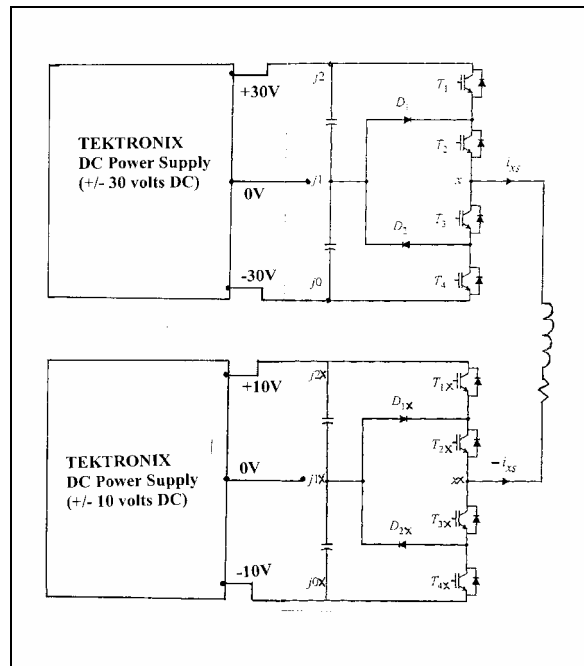 +30V
TEKTRONIX
DC Power Supply
(+/- 30 volts DC)
0V
-30V
j2
j1
j0
T1
D1
T2
x
ixs
T3
D2
T4
+10V
TEKTRONIX
DC Power Supply
(+/- 10 volts DC)
0V
-10V
j2x
j1x
j0x
T1x
D1x
T2x
xx
-ixs
T3x
D2x
T4x